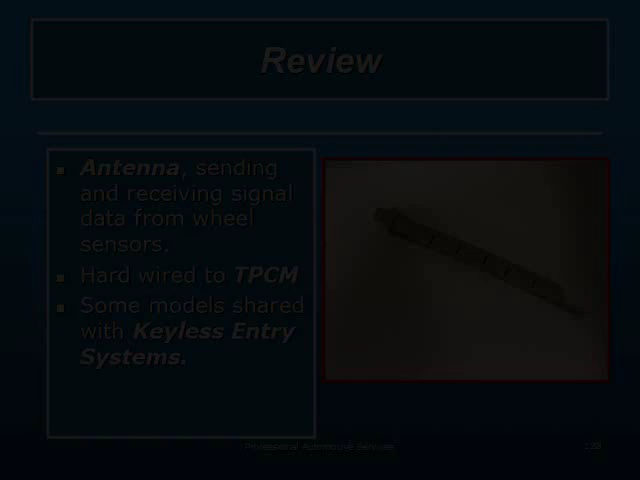 Review
Antenna, sending
and receiving signal
data from wheel
sensors.
Hard wired to TPCM
Some models shared
with Keyless Entry
Systems.
Professional Automotive Services